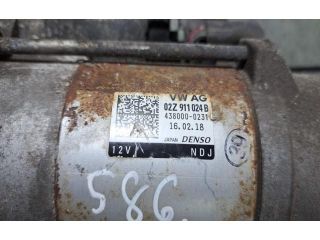 VW AG
02Z 911 024 B
438000-0231
16.02.18
JAPAN DENSO
12V NDJ
586